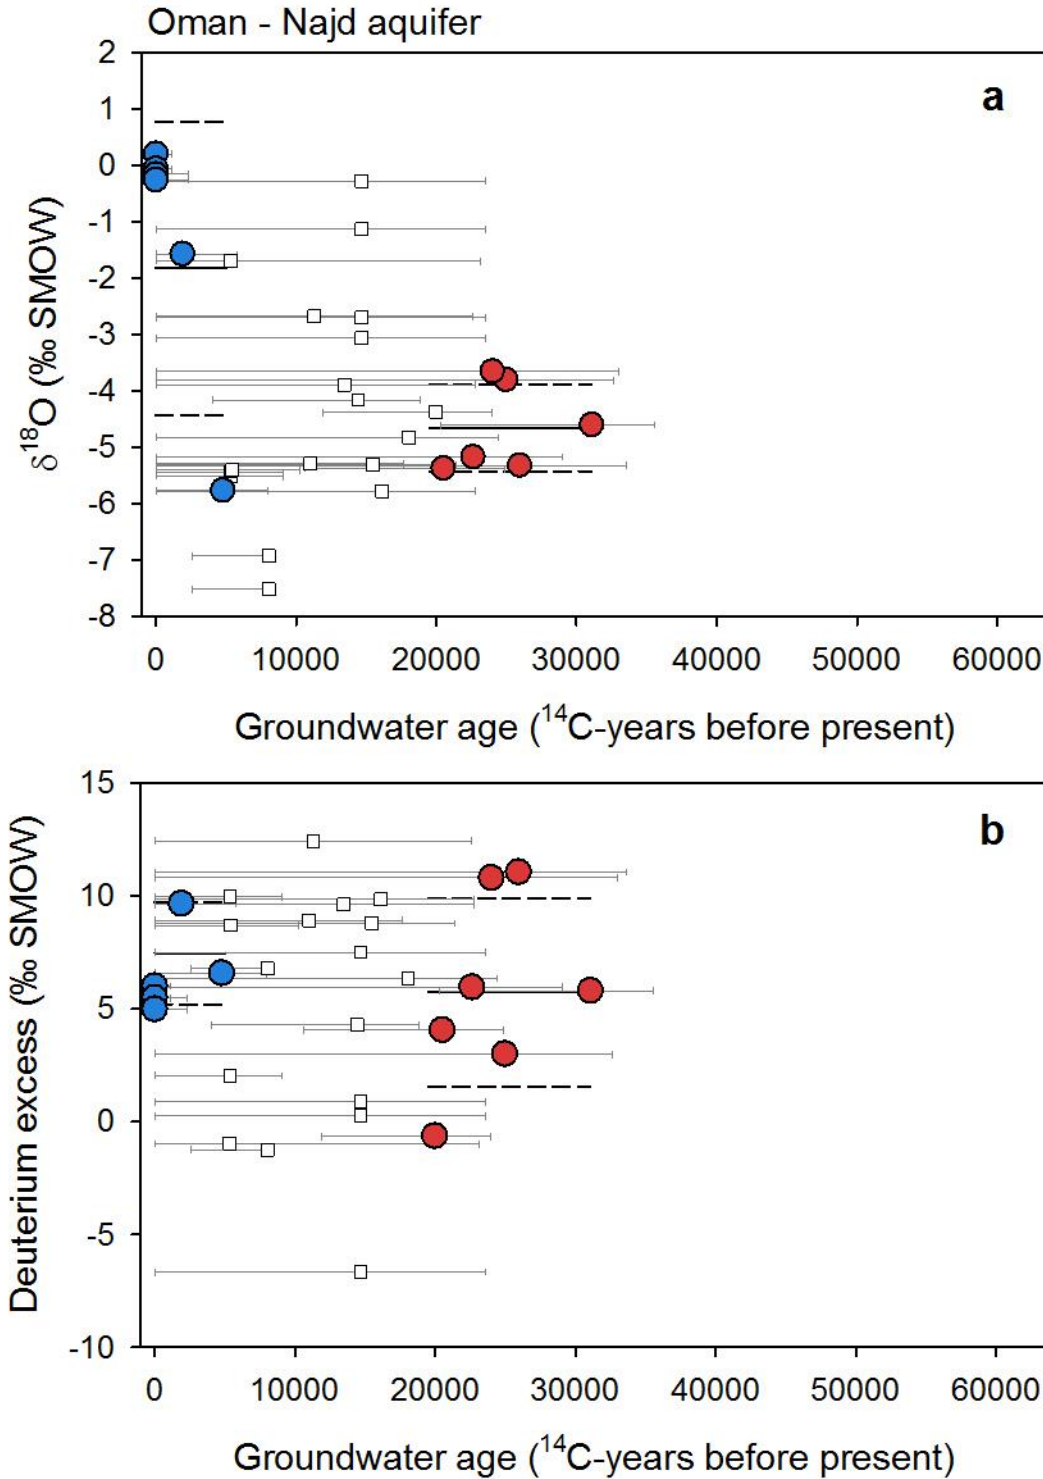 Oman - Najd aquifer
a
2
1
0
-1
-2
-3
-4
-5
-6
-7
-8
δ18O (‰ SMOW)
0 10000 20000 30000 40000 50000 60000
Groundwater age (14C-years before present)
b
15
10
5
0
-5
-10
Deuterium excess (‰ SMOW)
0 10000 20000 30000 40000 50000 60000
Groundwater age (14C-years before present)